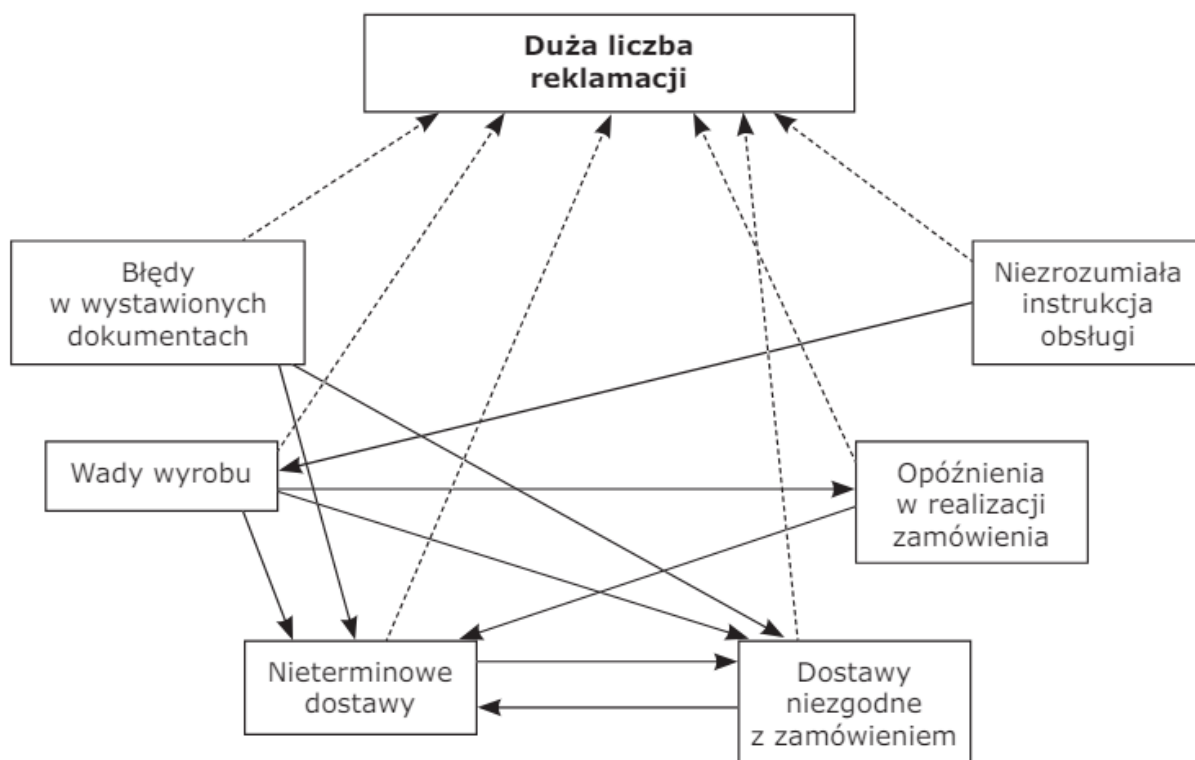 Duża liczba
reklamacji
Błędy
w wystawionych
dokumentach
Niezrozumiała
instrukcja
obsługi
Wady wyrobu
Opóźnienia
w realizacji
zamówienia
Nieterminowe
dostawy
Dostawy
niezgodne
z zamówieniem